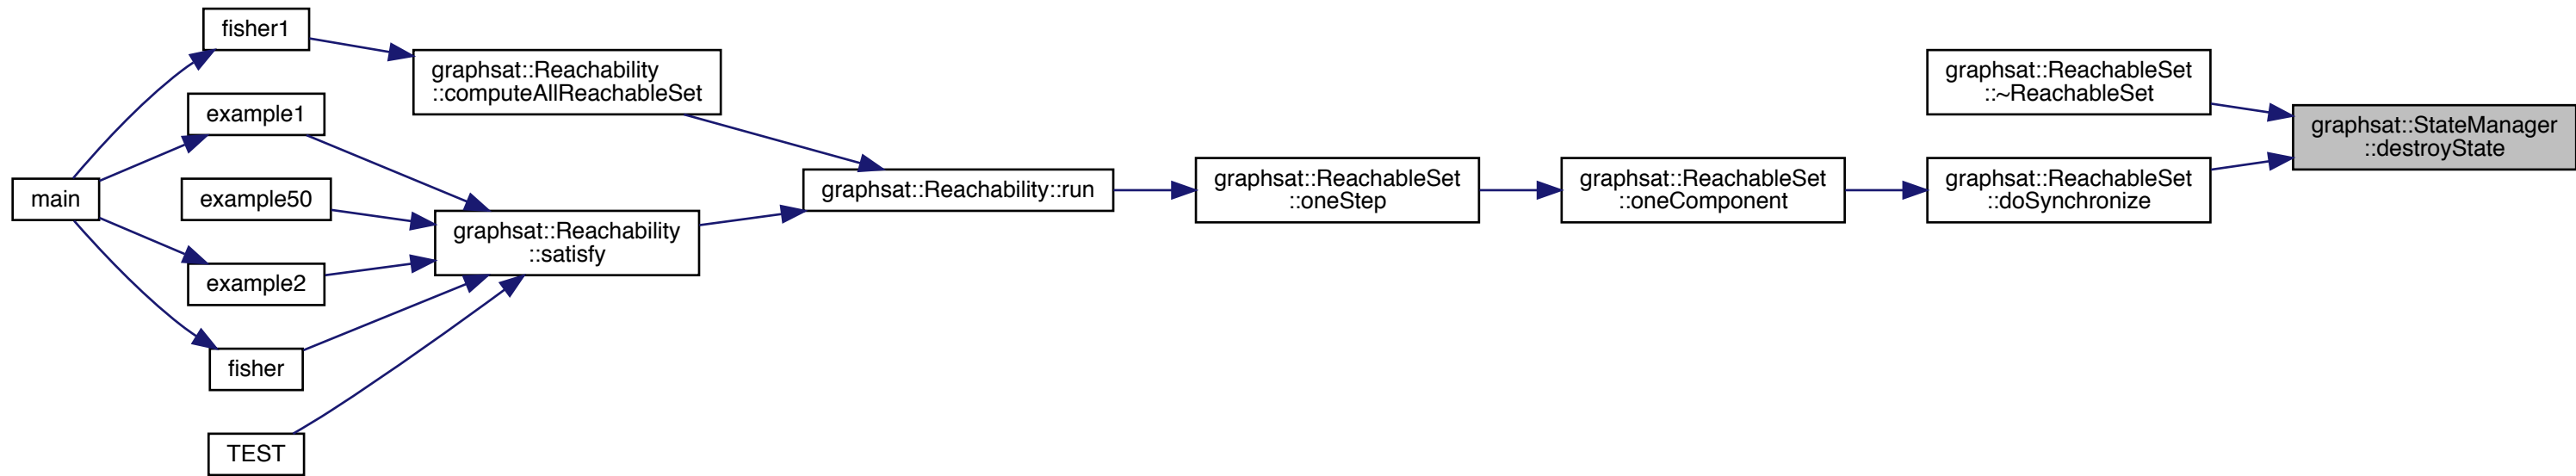 fisher1
graphsat::Reachability
::computeAllReachableSet
graphsat::ReachableSet
::~ReachableSet
example1
graphsat::StateManager
::destroyState
main
example50
graphsat::Reachability::run
graphsat::ReachableSet
::oneStep
graphsat::ReachableSet
::oneComponent
graphsat::ReachableSet
::doSynchronize
graphsat::Reachability
::satisfy
example2
fisher
TEST